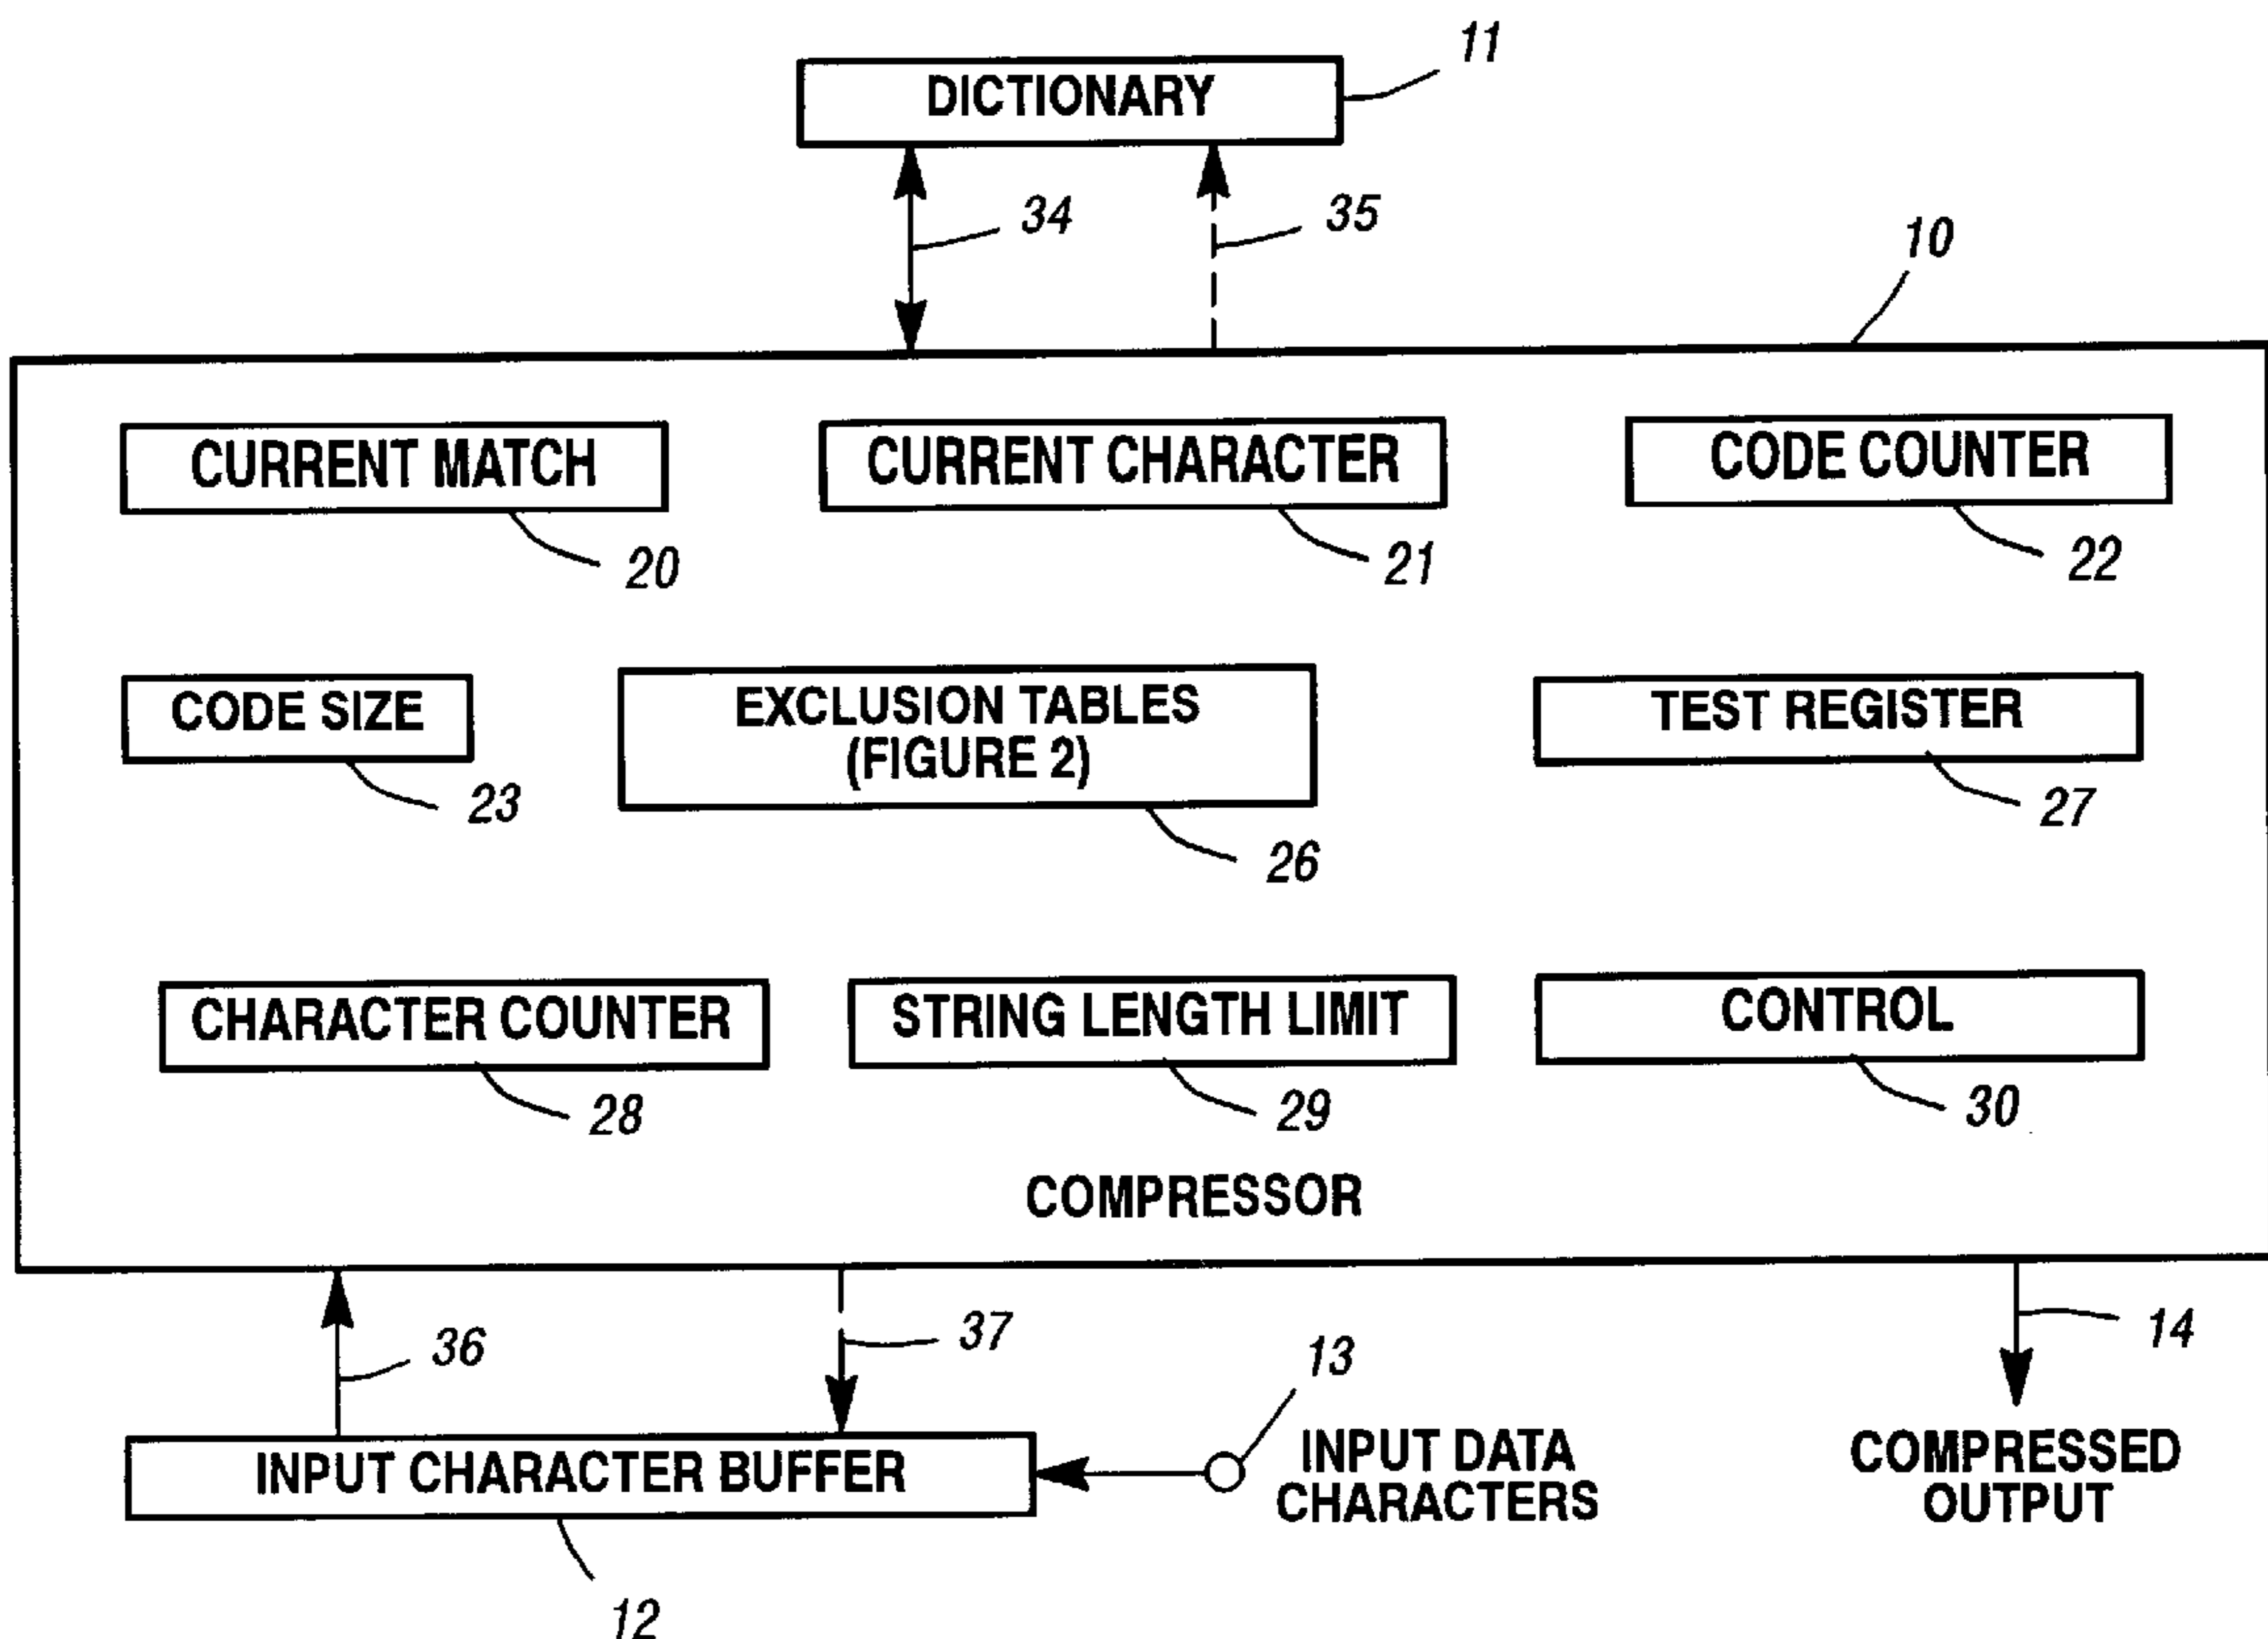 11
DICTIONARY
34
35
10
CURRENT MATCH
CURRENT CHARACTER
CODE COUNTER
20
21
22
CODE SIZE
EXCLUSION TABLES
(FIGURE 2)
TEST REGISTER
23
26
27
CHARACTER COUNTER
STRING LENGTH LIMIT
CONTROL
28
29
30
COMPRESSOR
36
37
13
14
INPUT CHARACTER BUFFER
INPUT DATA
CHARACTERS
COMPRESSED
OUTPUT
12